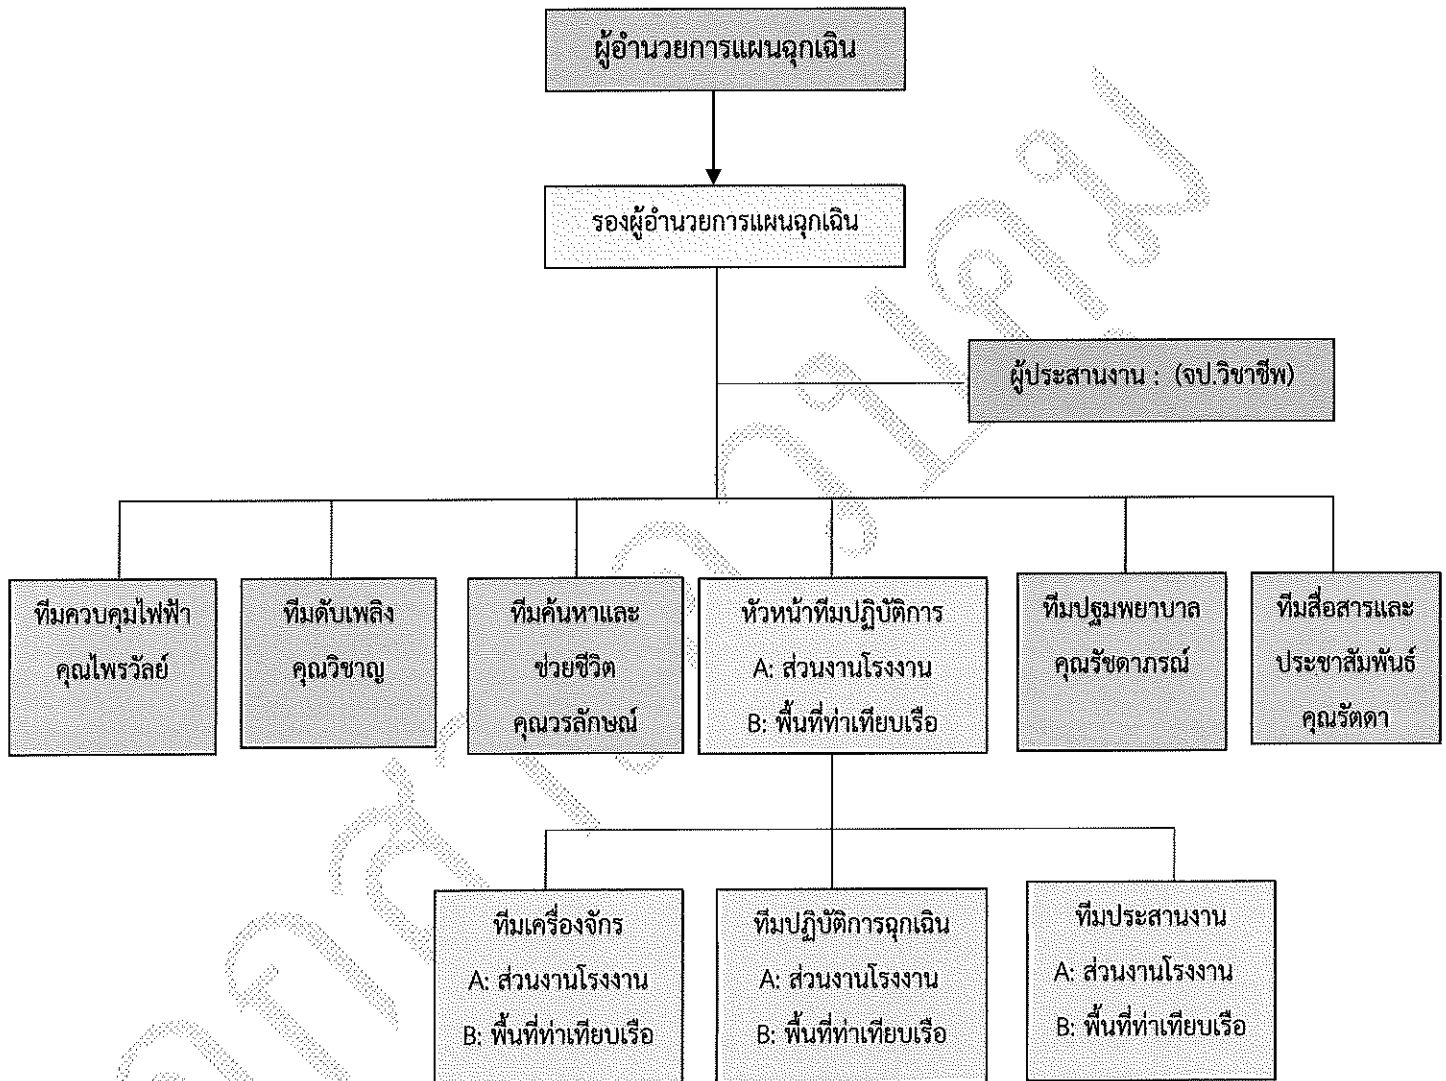 ผู้อำนวยการแผนฉุกเฉิน
รองผู้อำนวยการแผนฉุกเฉิน
ผู้ประสานงาน : (จป.วิชาชีพ)
ทีมควบคุมไฟฟ้า
คุณไพรวัลย์
ทีมดับเพลิง
คุณวิชาญ
ทีมค้นหาและ
ช่วยชีวิต
คุณวรลักษณ์
หัวหน้าทีมปฏิบัติการ
A: ส่วนงานโรงงาน
B: พื้นที่ท่าเทียบเรือ
ทีมปฐมพยาบาล
คุณรัชดาภรณ์
ทีมสื่อสารและ
ประชาสัมพันธ์
คุณรัตดา
ทีมเครื่องจักร
A: ส่วนงานโรงงาน
B: พื้นที่ท่าเทียบเรือ
ทีมปฏิบัติการฉุกเฉิน
A: ส่วนงานโรงงาน
B: พื้นที่ท่าเทียบเรือ
ทีมประสานงาน
A: ส่วนงานโรงงาน
B: พื้นที่ท่าเทียบเรือ